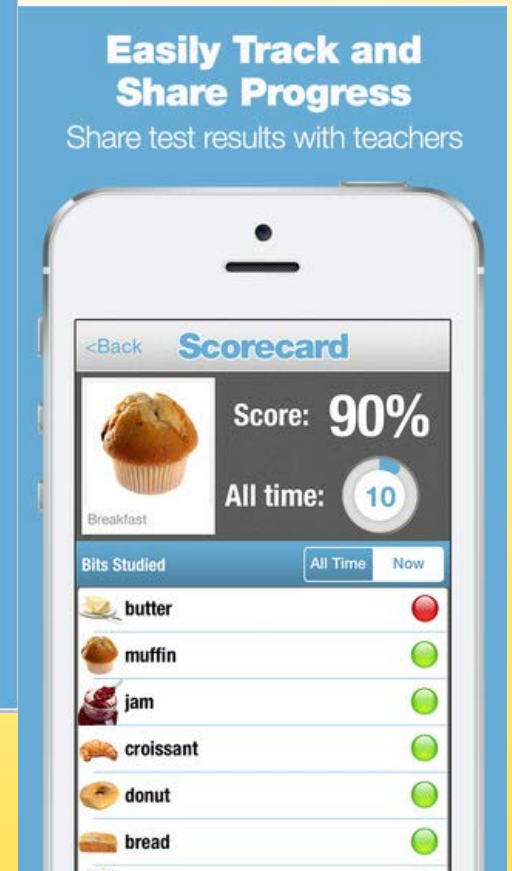 Easily Track and
Share Progress
Share test results with teachers
<Back Scorecard
Score: 90%
All time: 10
Breakfast
Bits Studied All Time Now
butter
muffin
jam
croissant
donut
bread